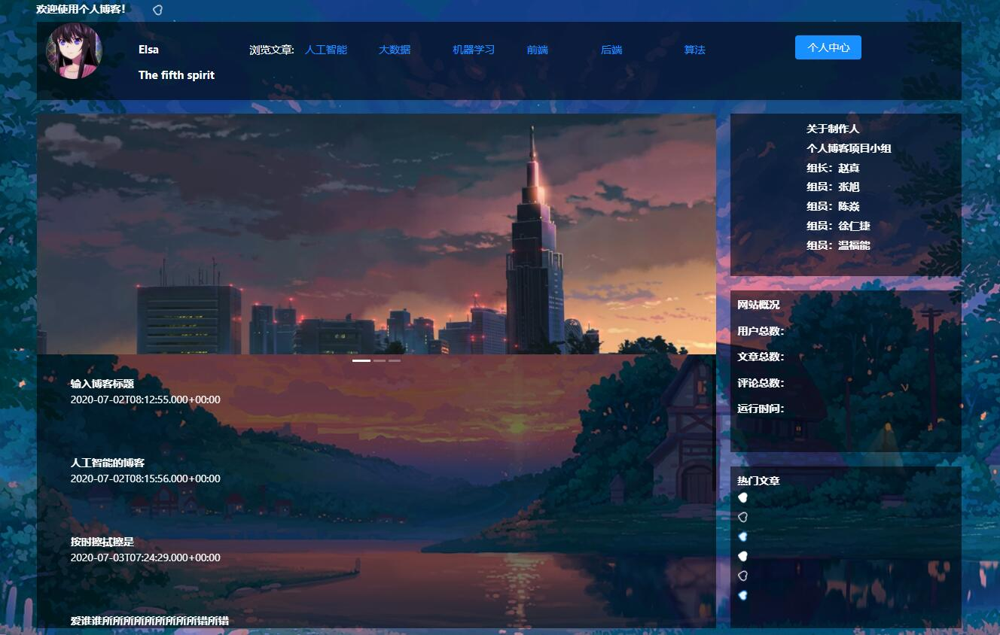 欢迎使用个人博客！
Elsa
The fifth spirit
浏览文章: 人工智能 大数据 机器学习 前端 后端 算法
个人中心
关于制作人
个人博客项目小组
组长：赵真
组员：张旭
组员：陈焱
组员：徐仁捷
组员：温福能
网站概况
用户总数：
文章总数：
评论总数：
运行时间：
输入博客标题
2020-07-02T08:12:55.000+00:00
人工智能的博客
2020-07-02T08:15:56.000+00:00
按时擦拭擦是
2020-07-03T07:24:29.000+00:00
爱谁谁所所所所所所所所所错所错
热门文章